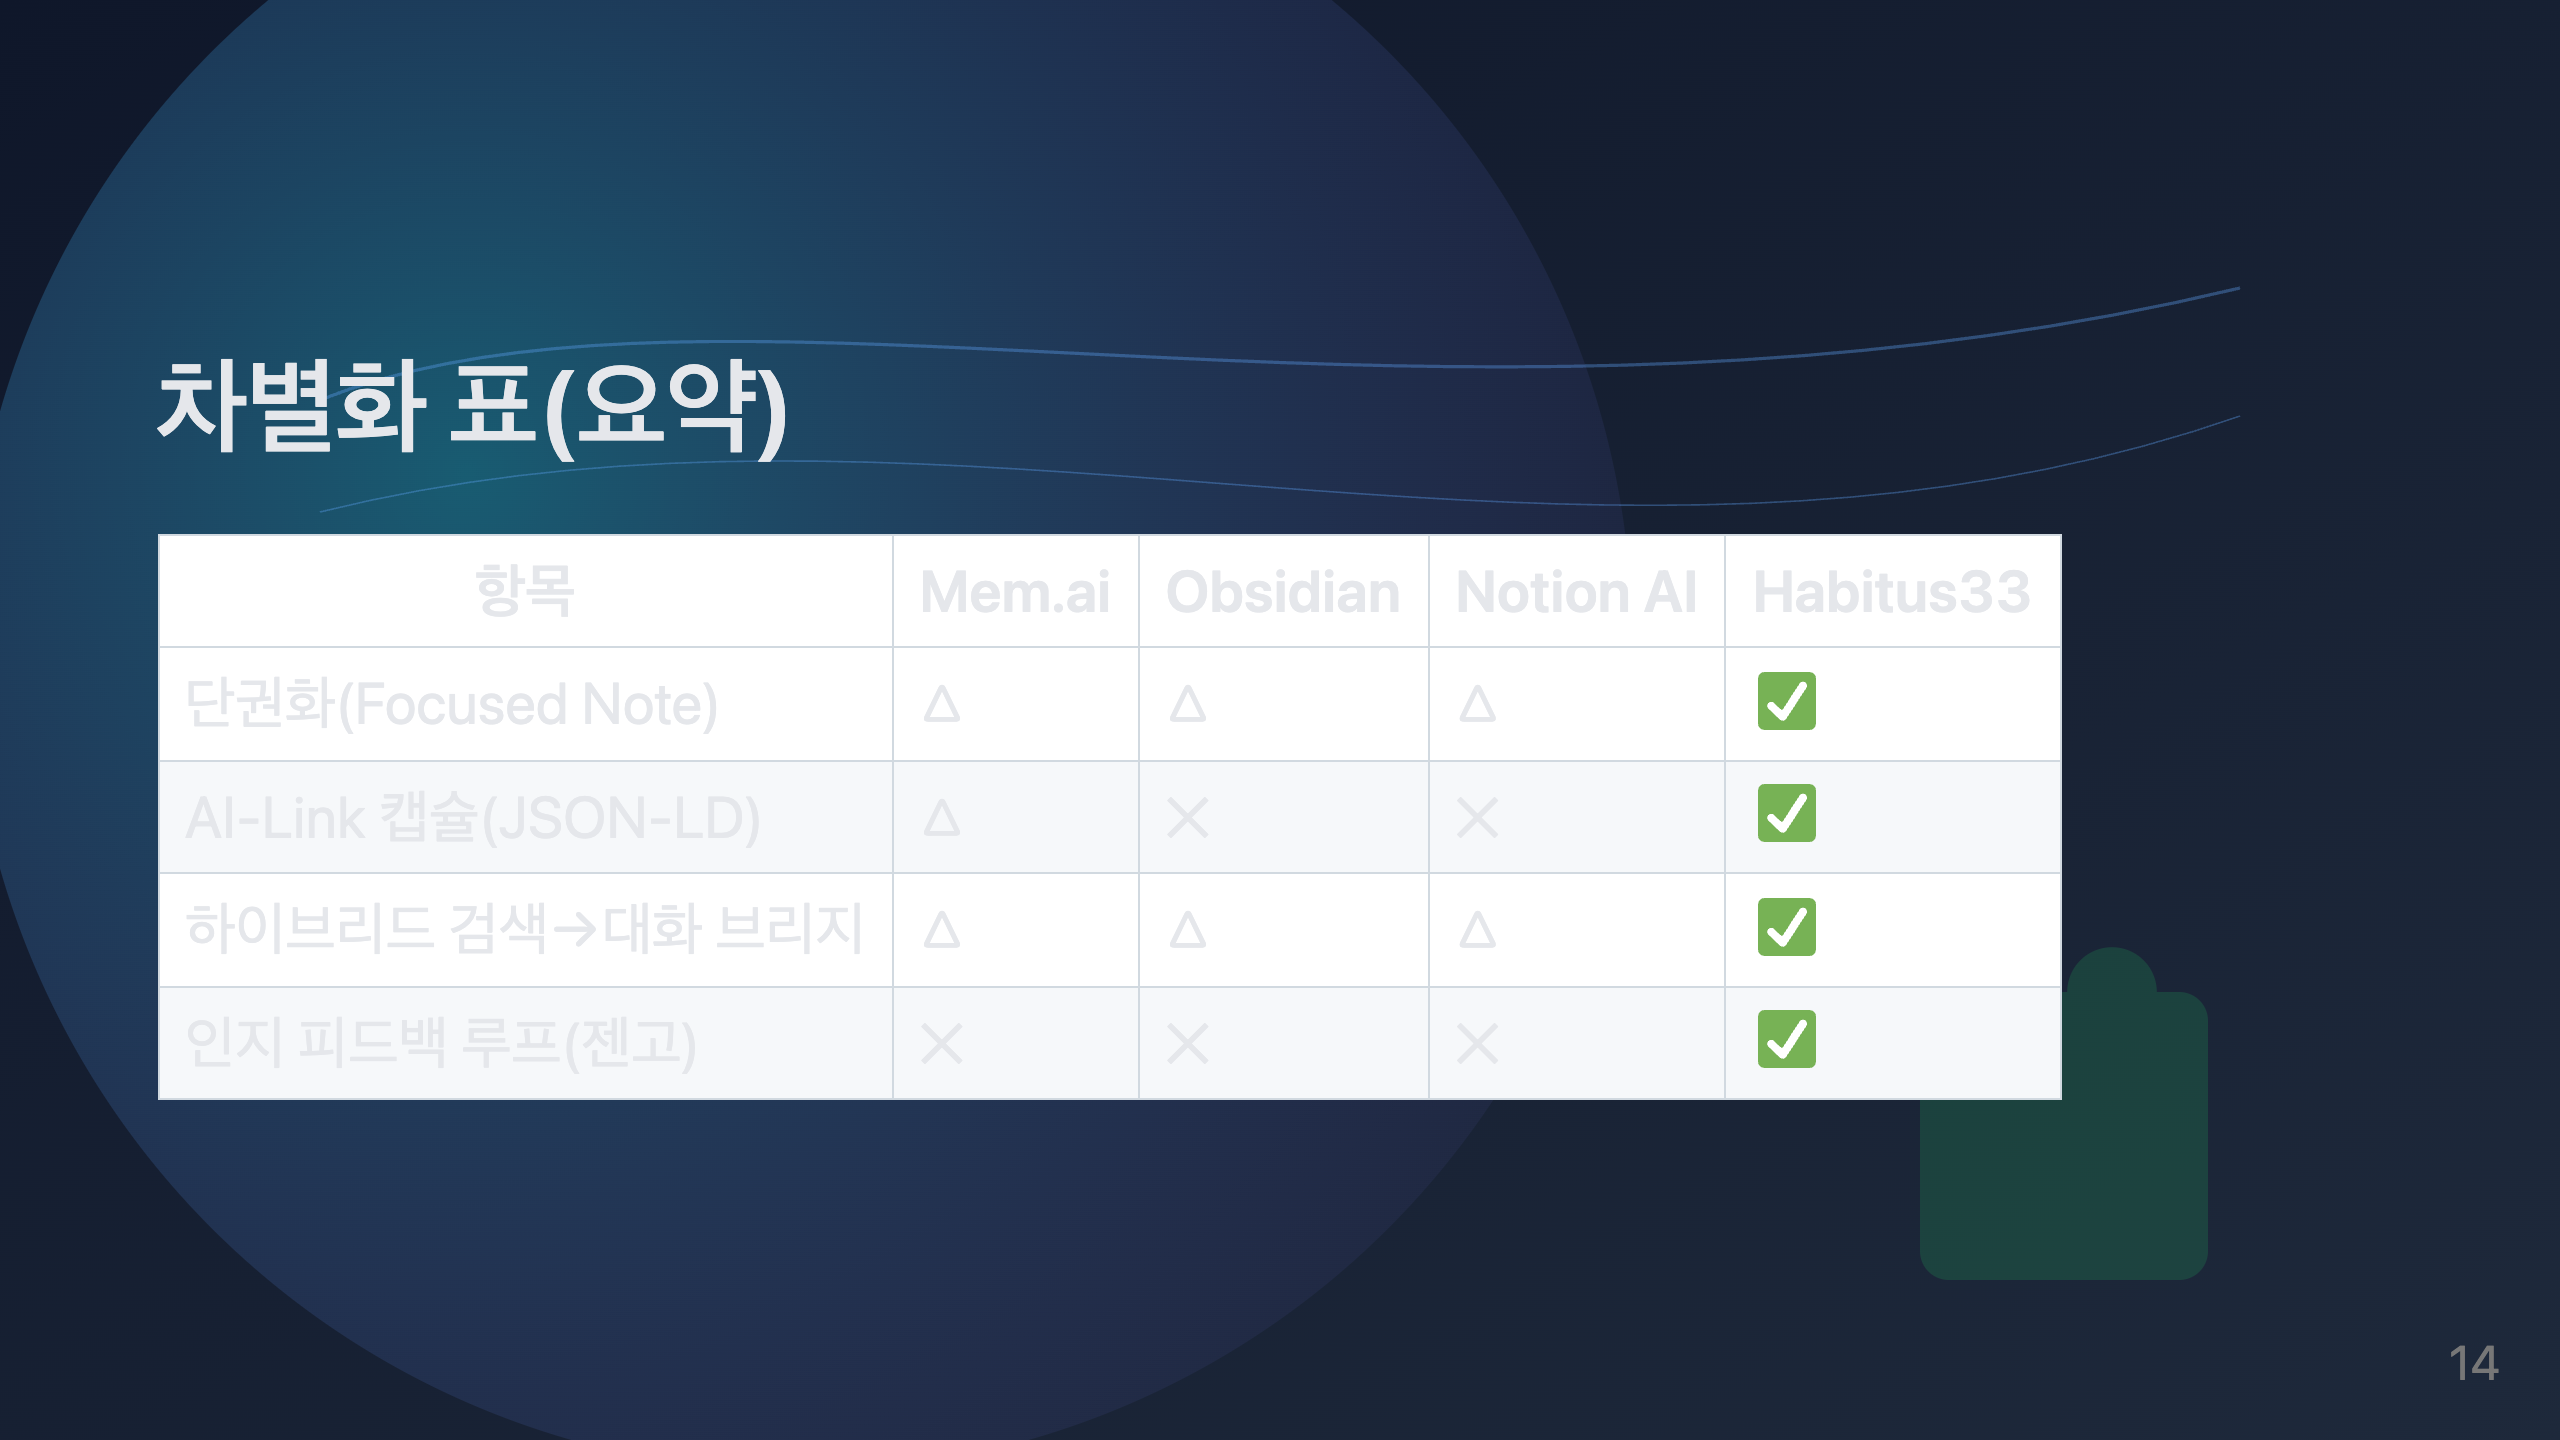 차별화 표(요약)
항목 Mem.ai Obsidian Notion AI Habitus33
단권화(Focused Note) △ △ △ ✅
AI-Link 캡슐(JSON-LD) △ ✕ ✕ ✅
하이브리드 검색→대화 브리지 △ △ △ ✅
인지 피드백 루프(젠고) ✕ ✕ ✕ ✅
14